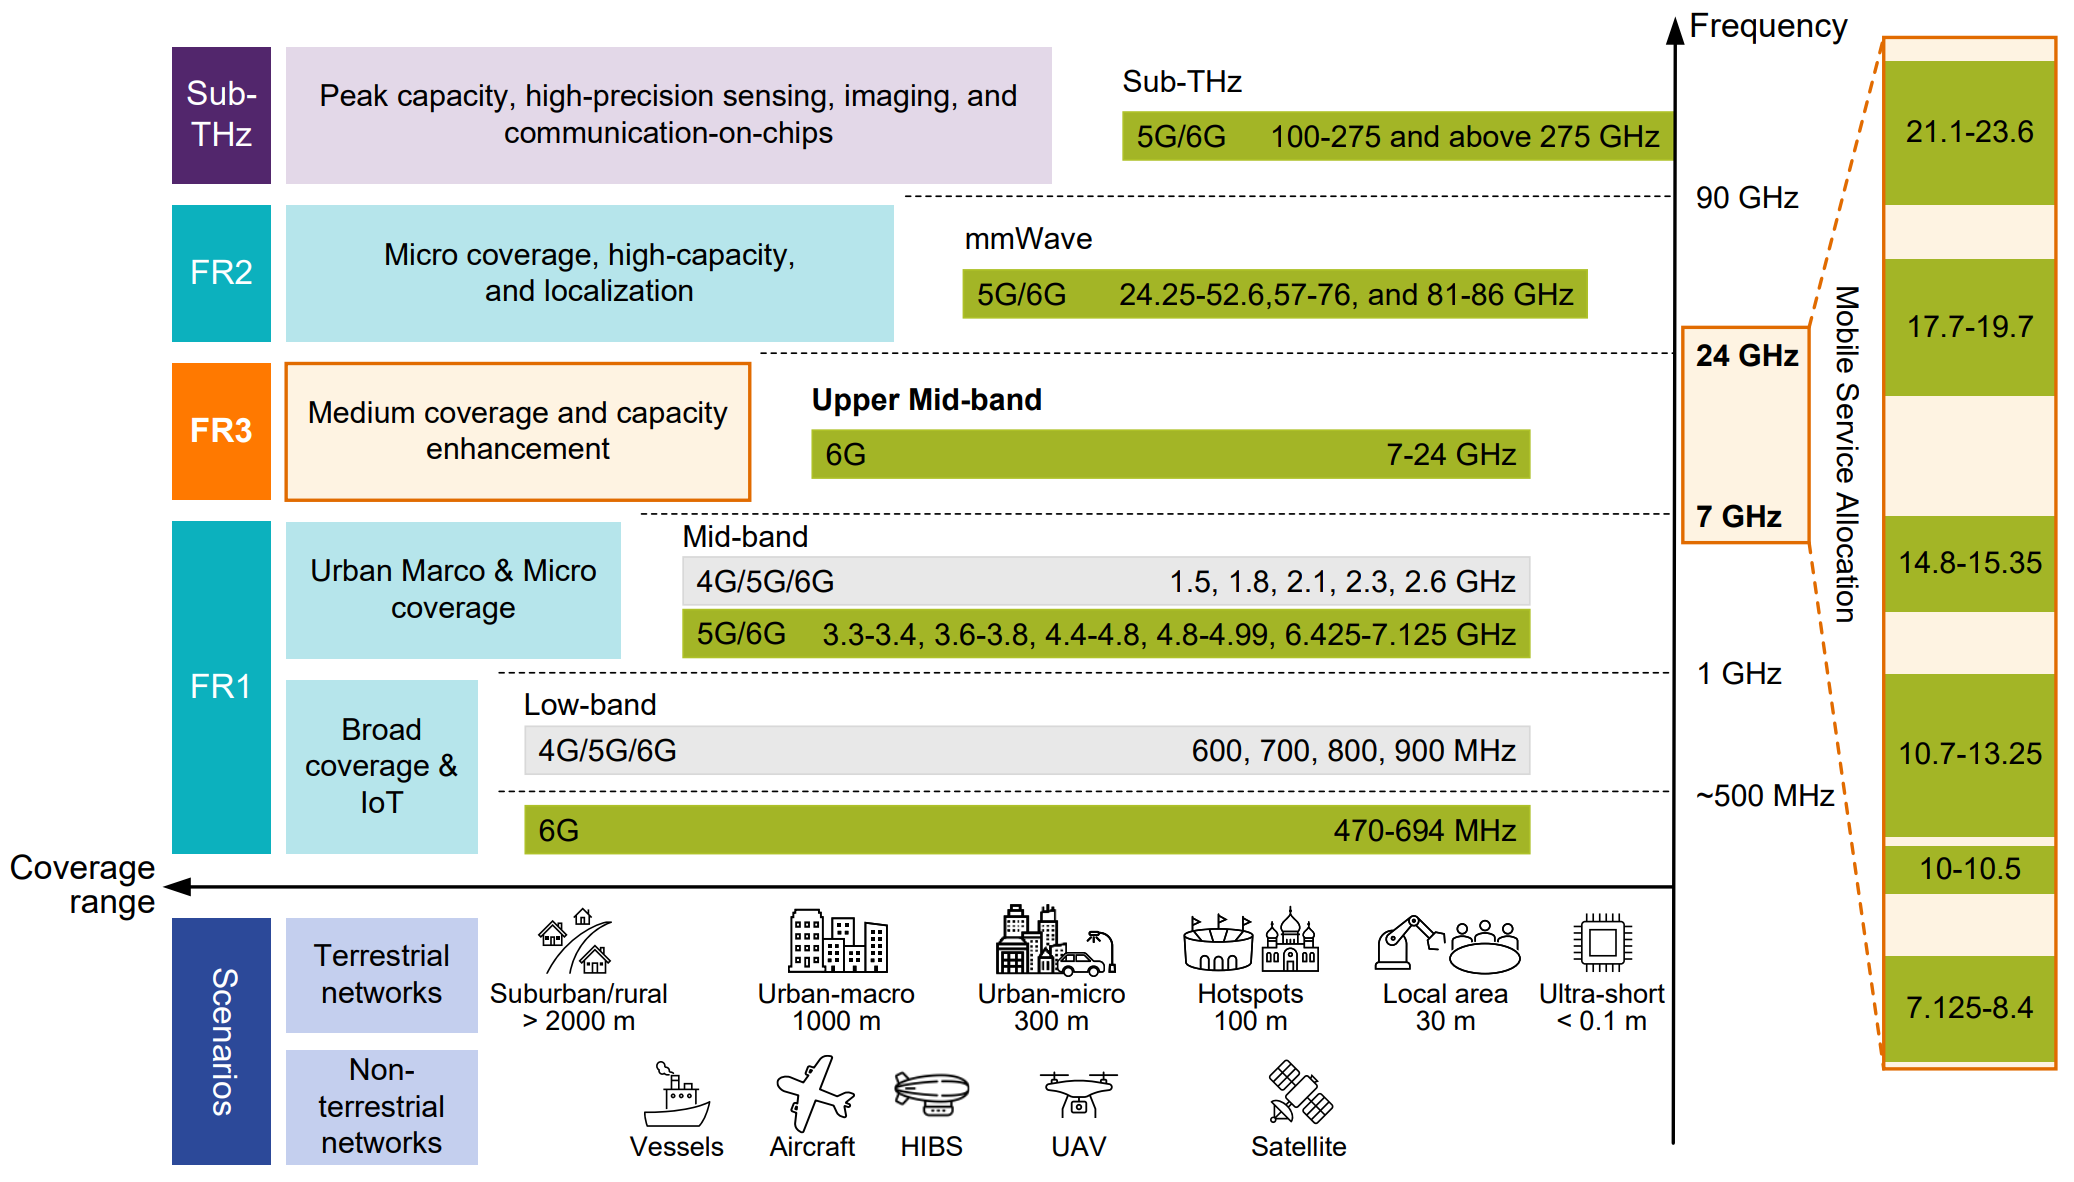 Frequency
Sub-
THz
Peak capacity, high-precision sensing, imaging, and
communication-on-chips
Sub-THz
5G/6G 100-275 and above 275 GHz
90 GHz
FR2
Micro coverage, high-capacity,
and localization
mmWave
5G/6G 24.25-52.6,57-76, and 81-86 GHz
24 GHz
FR3
Medium coverage and capacity
enhancement
Upper Mid-band
6G 7-24 GHz
7 GHz
FR1
Urban Marco & Micro
coverage
Mid-band
4G/5G/6G 1.5, 1.8, 2.1, 2.3, 2.6 GHz
5G/6G 3.3-3.4, 3.6-3.8, 4.4-4.8, 4.8-4.99, 6.425-7.125 GHz
1 GHz
Broad
coverage &
IoT
Low-band
4G/5G/6G 600, 700, 800, 900 MHz
~500 MHz
6G 470-694 MHz
Mobile Service Allocation
21.1-23.6
17.7-19.7
14.8-15.35
10.7-13.25
10-10.5
7.125-8.4
Coverage
range
Scenarios
Terrestrial
networks
Suburban/rural
> 2000 m
Urban-macro
1000 m
Urban-micro
300 m
Hotspots
100 m
Local area
30 m
Ultra-short
< 0.1 m
Non-
terrestrial
networks
Vessels
Aircraft
HIBS
UAV
Satellite